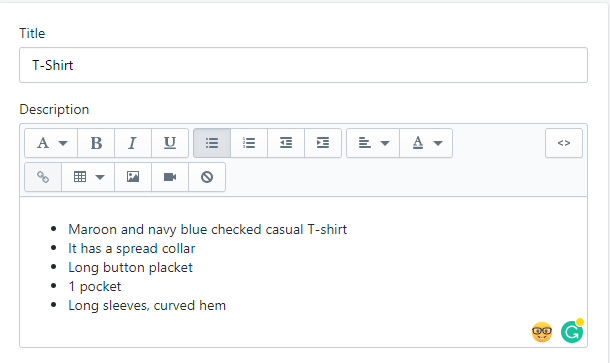 Title
T-Shirt
Description
A B I U A <>
• Maroon and navy blue checked casual T-shirt
• It has a spread collar
• Long button placket
• 1 pocket
• Long sleeves, curved hem